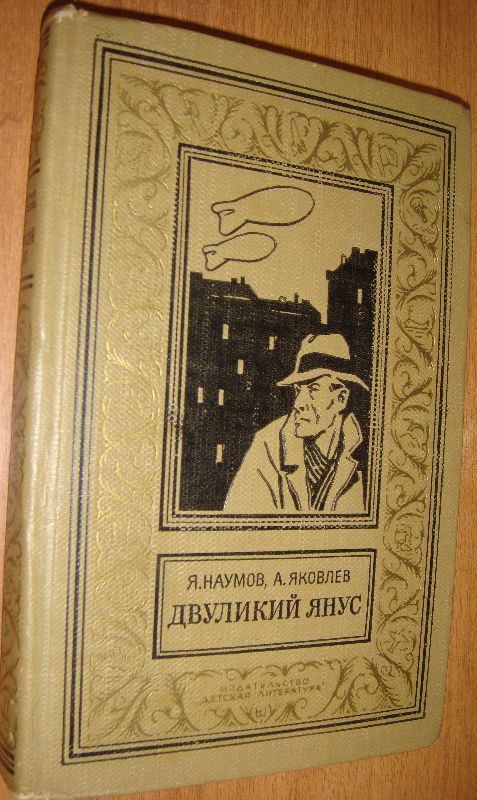 Я.НАУМОВ, А.ЯКОВЛЕВ
ДВУЛИКИЙ ЯНУС
ИЗДАТЕЛЬСТВО
„ДЕТСКАЯ ЛИТЕРАТУРА"